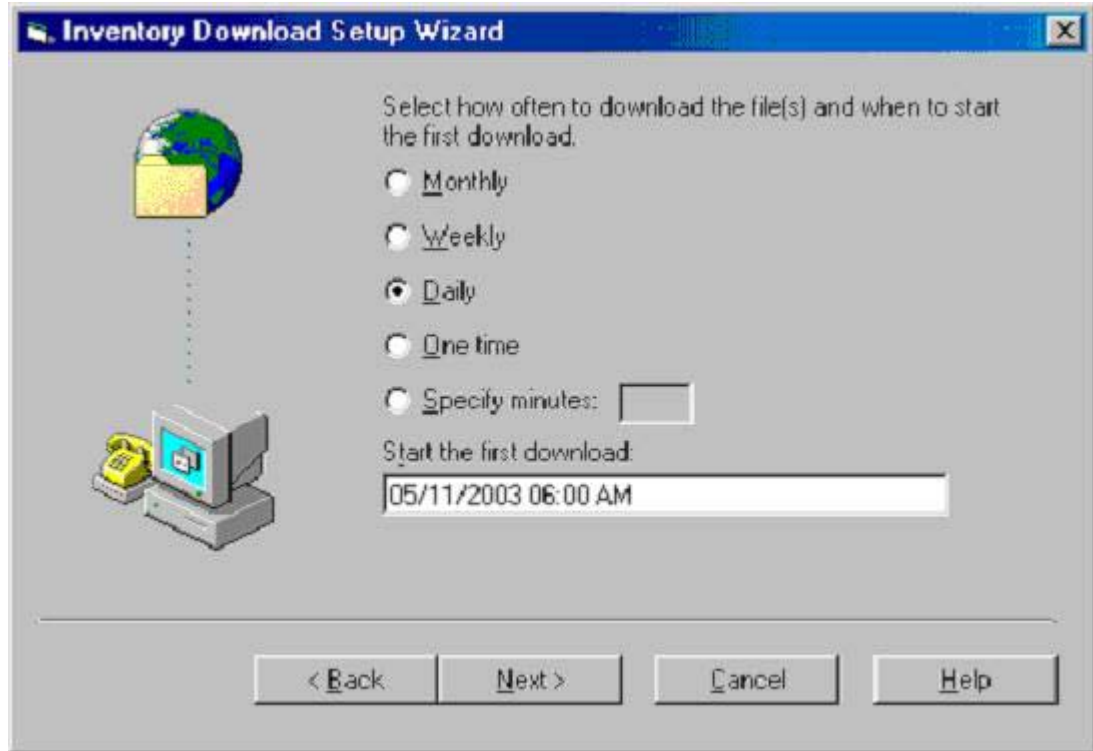 Inventory Download Setup Wizard
Select how often to download the file(s) and when to start
the first download.
Monthly
Weekly
Daily
One time
Specify minutes:
Start the first download:
05/11/2003 06:00 AM
< Back Next > Cancel Help